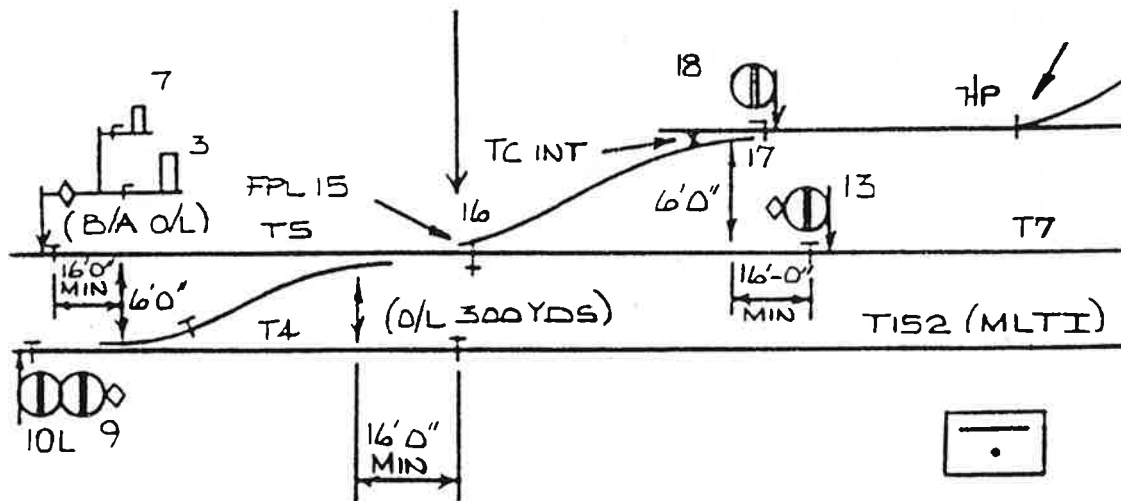 7
18
HP
3
TC INT
17
FPL 15
16
13
6'0"
(B/A O/L)
T5
T7
16'0"
MIN
6'0"
16'-0"
MIN
T4
(O/L 300YDS)
T152 (MLTI)
10L
9
16'0"
MIN